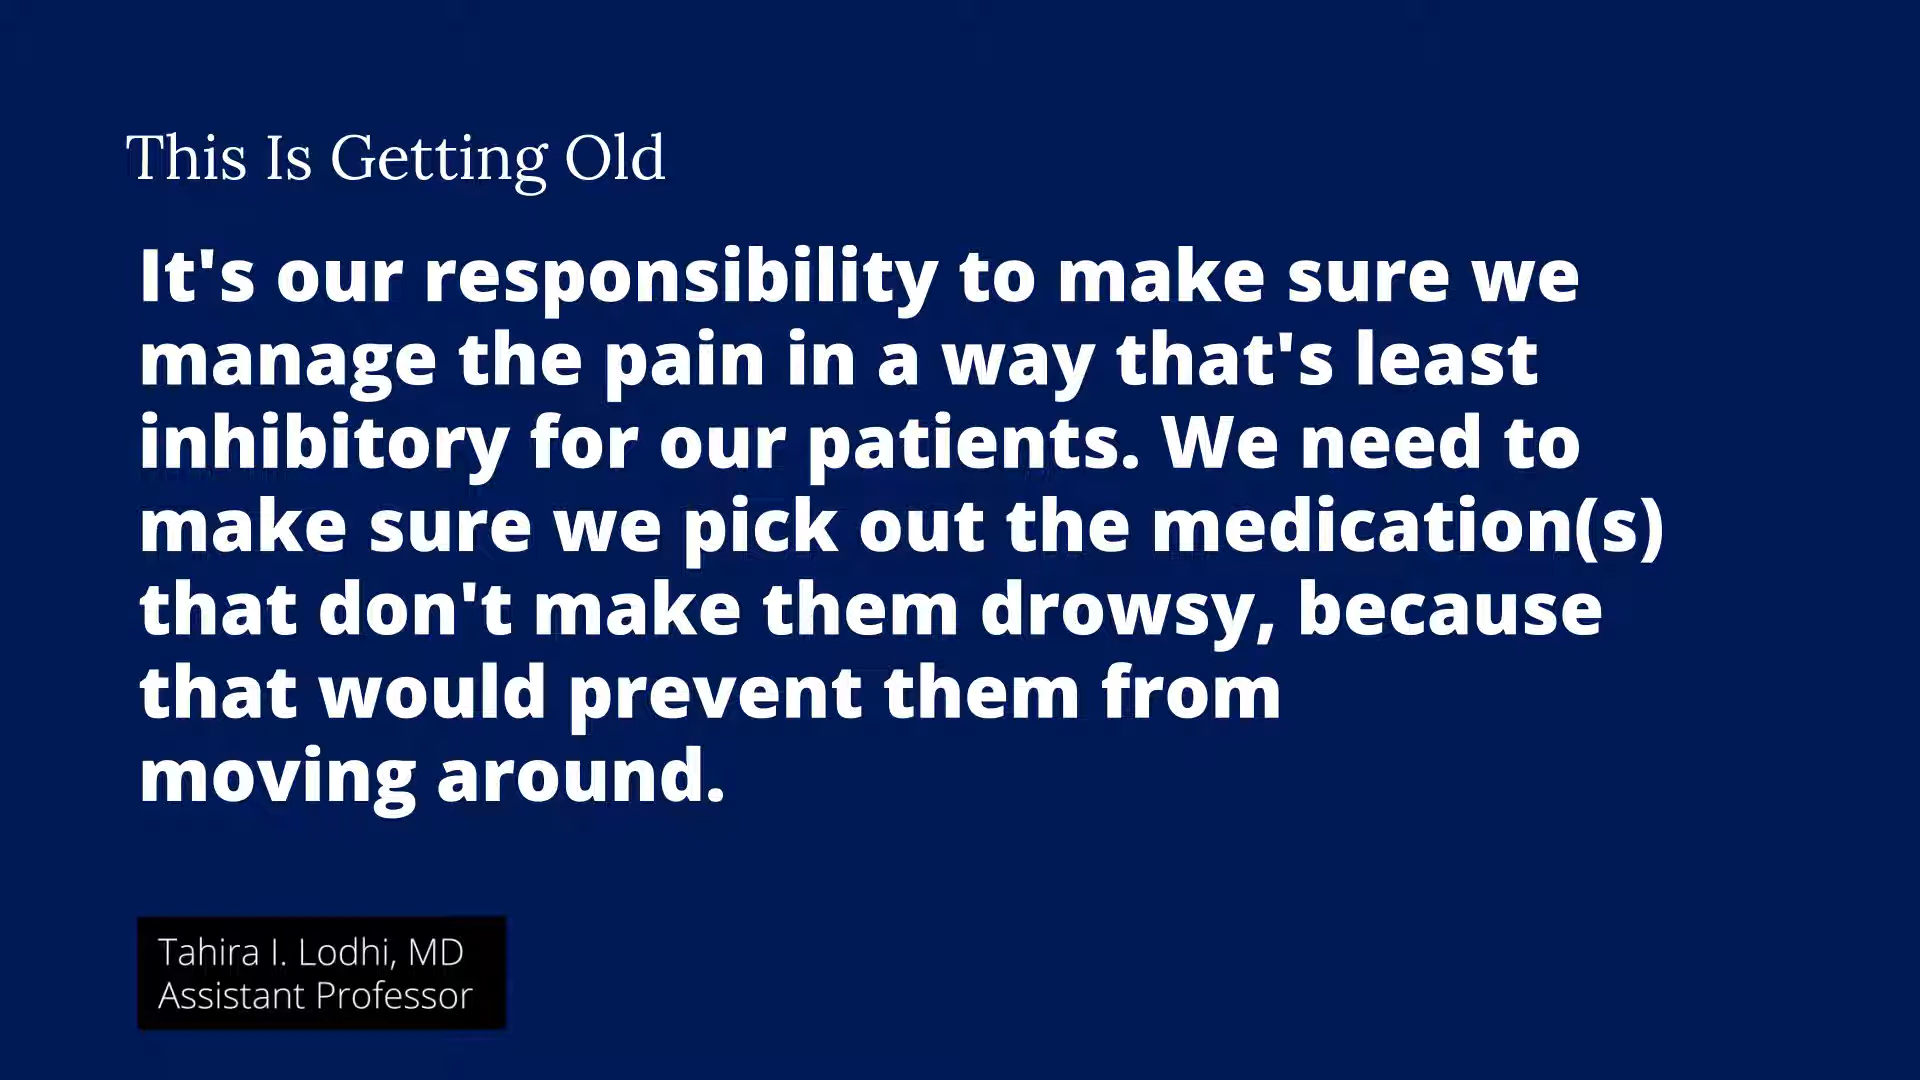 This Is Getting Old
It's our responsibility to make sure we
manage the pain in a way that's least
inhibitory for our patients. We need to
make sure we pick out the medication(s)
that don't make them drowsy, because
that would prevent them from
moving around.
Tahira I. Lodhi, MD
Assistant Professor